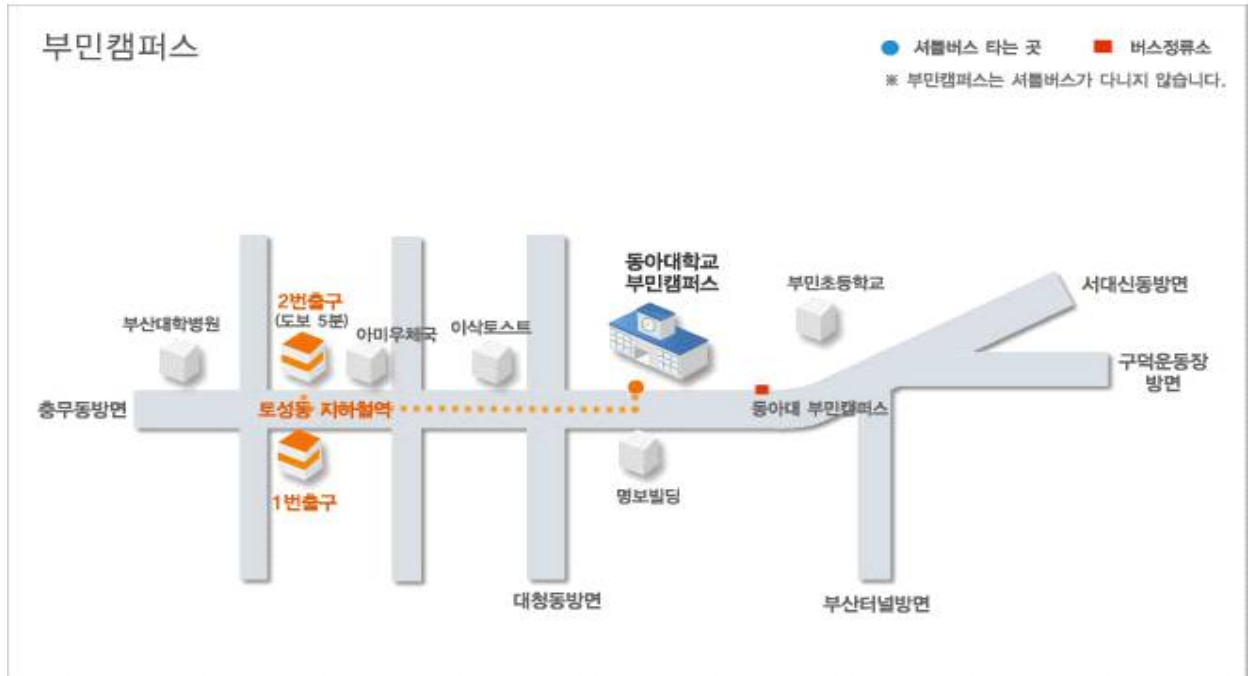 부민캠퍼스
셔틀버스 타는 곳
버스정류소
※ 부민캠퍼스는 셔틀버스가 다니지 않습니다.
동아대학교
부민캠퍼스
부민초등학교
서대신동방면
2번출구
(도보 5분)
부산대학병원
아미우체국
이삭토스트
구덕운동장
방면
충무동방면
토성동 지하철역
동아대 부민캠퍼스
1번출구
명보빌딩
대청동방면
부산터널방면